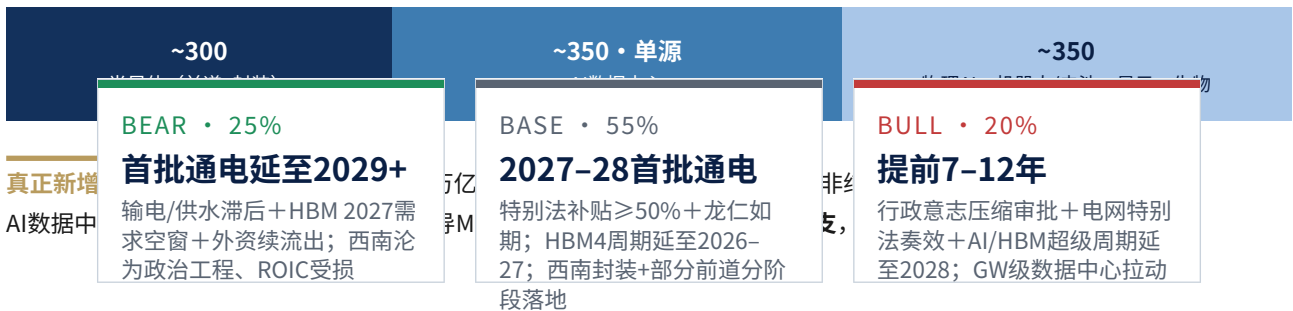 ~300
~350·单源
~350
BEAR · 25%
首批通电延至2029+
输电/供水滞后＋HBM 2027需
求空窗＋外资续流出；西南沦
为政治工程、ROIC受损
BASE · 55%
2027–28首批通电
特别法补贴≥50%＋龙仁如
期；HBM4周期延至2026–
27；西南封装+部分前道分阶
段落地
BULL · 20%
提前7–12年
行政意志压缩审批＋电网特别
法奏效＋AI/HBM超级周期延
至2028；GW级数据中心拉动
真正新增
AI数据中